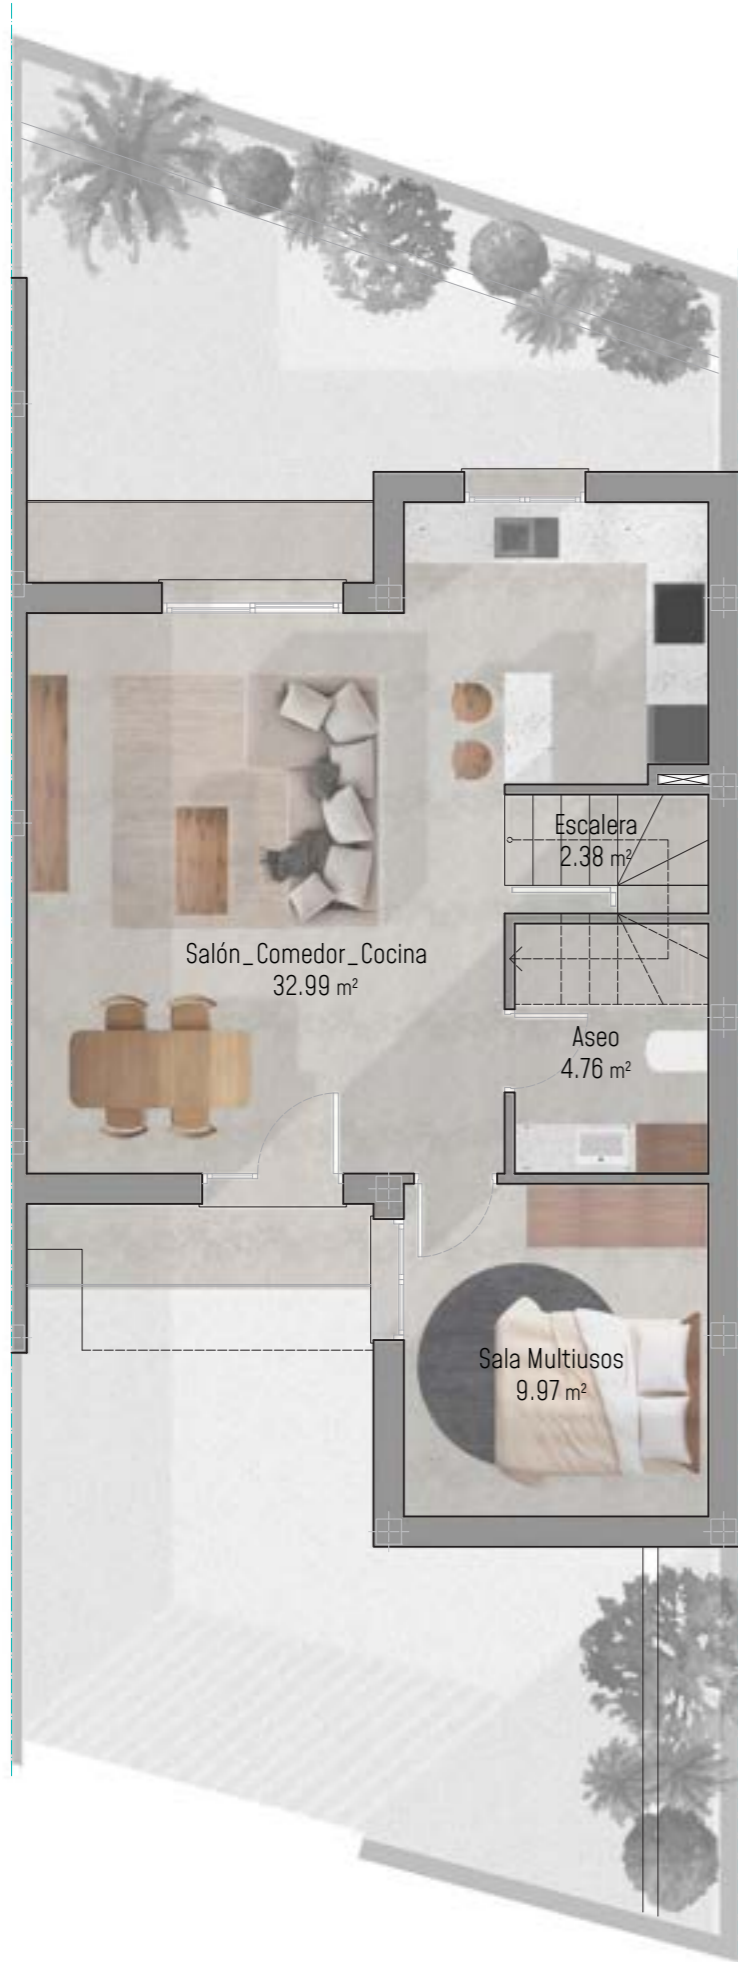 Escalera
2.38 m²
Salón_Comedor_Cocina
32.99 m²
Aseo
4.76 m²
Sala Multiusos
9.97 m²